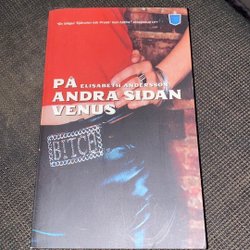 PÅ
ELISABETH ANDERSSON
ANDRA SIDAN
VENUS
BITCH